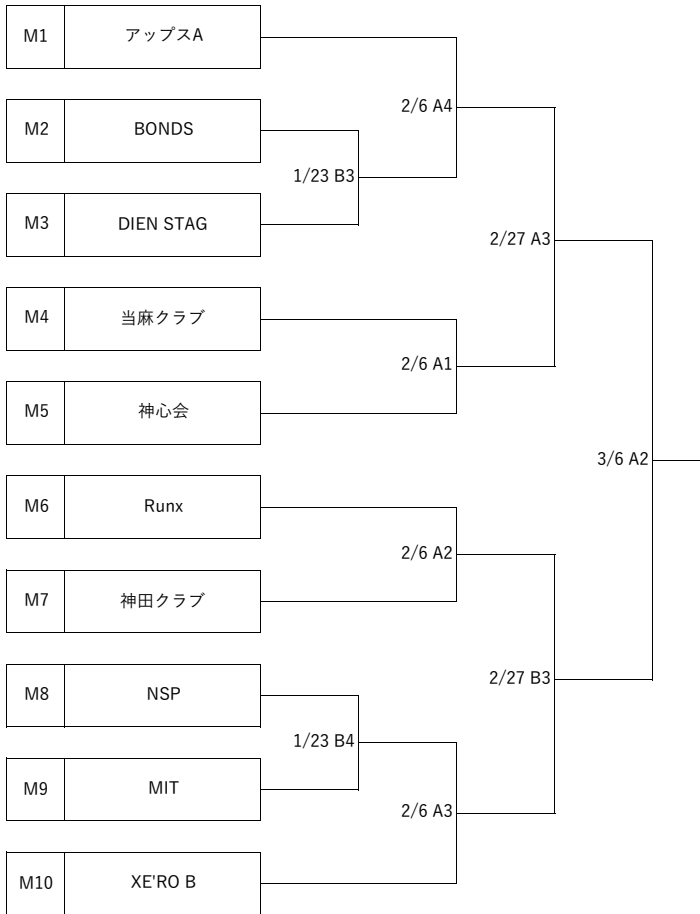 M1 アップスA
2/6 A4
M2 BONDS
1/23 B3
M3 DIEN STAG
2/27 A3
M4 当麻クラブ
2/6 A1
M5 神心会
3/6 A2
M6 Runx
2/6 A2
M7 神田クラブ
2/27 B3
M8 NSP
1/23 B4
M9 MIT
2/6 A3
M10 XE'RO B